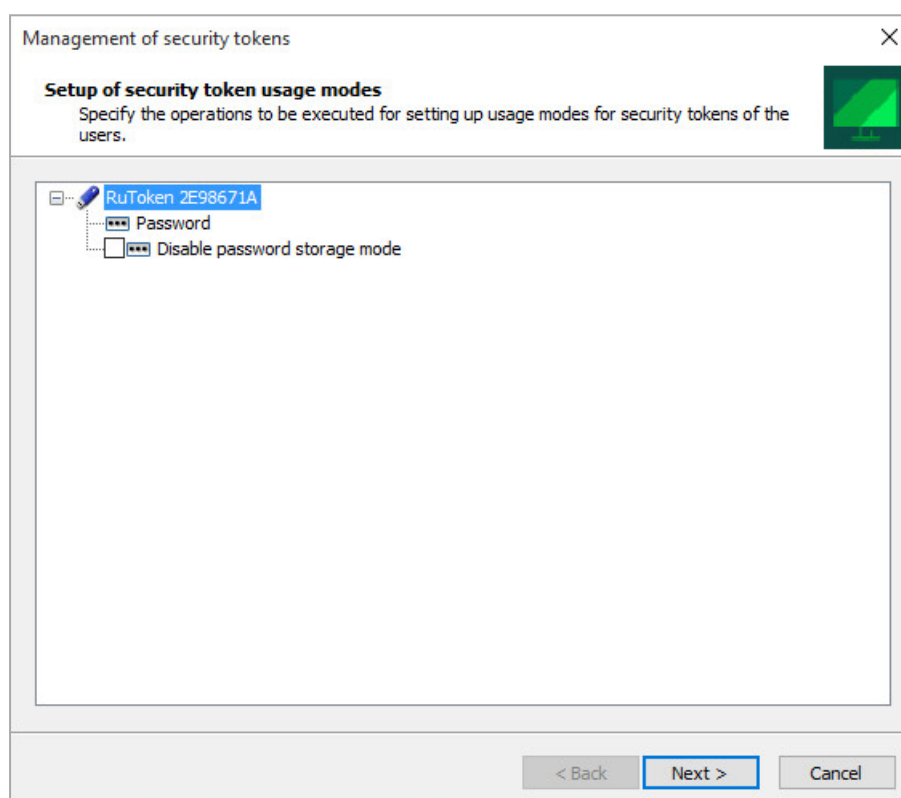 Management of security tokens
Setup of security token usage modes
Specify the operations to be executed for setting up usage modes for security tokens of the
users.
RuToken 2E98671A
Password
Disable password storage mode
< Back
Next >
Cancel